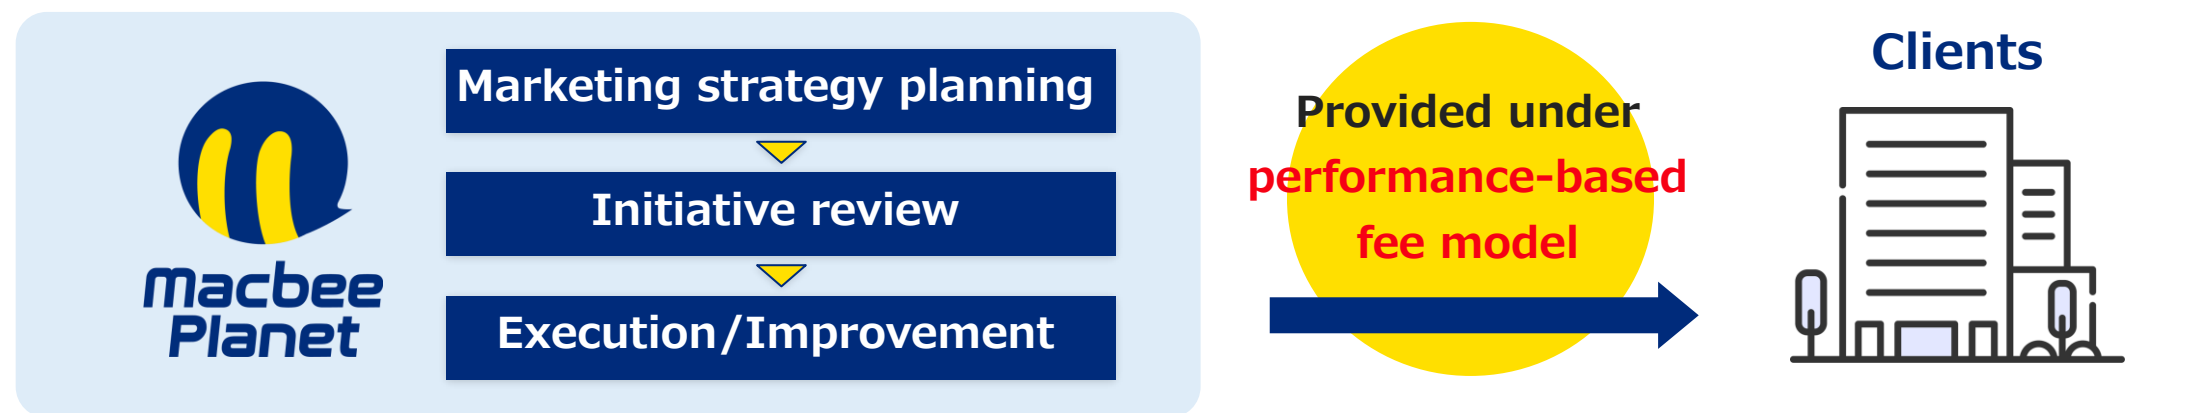 macbee
Planet
Marketing strategy planning
Initiative review
Execution/Improvement
Provided under
performance-based
fee model
Clients